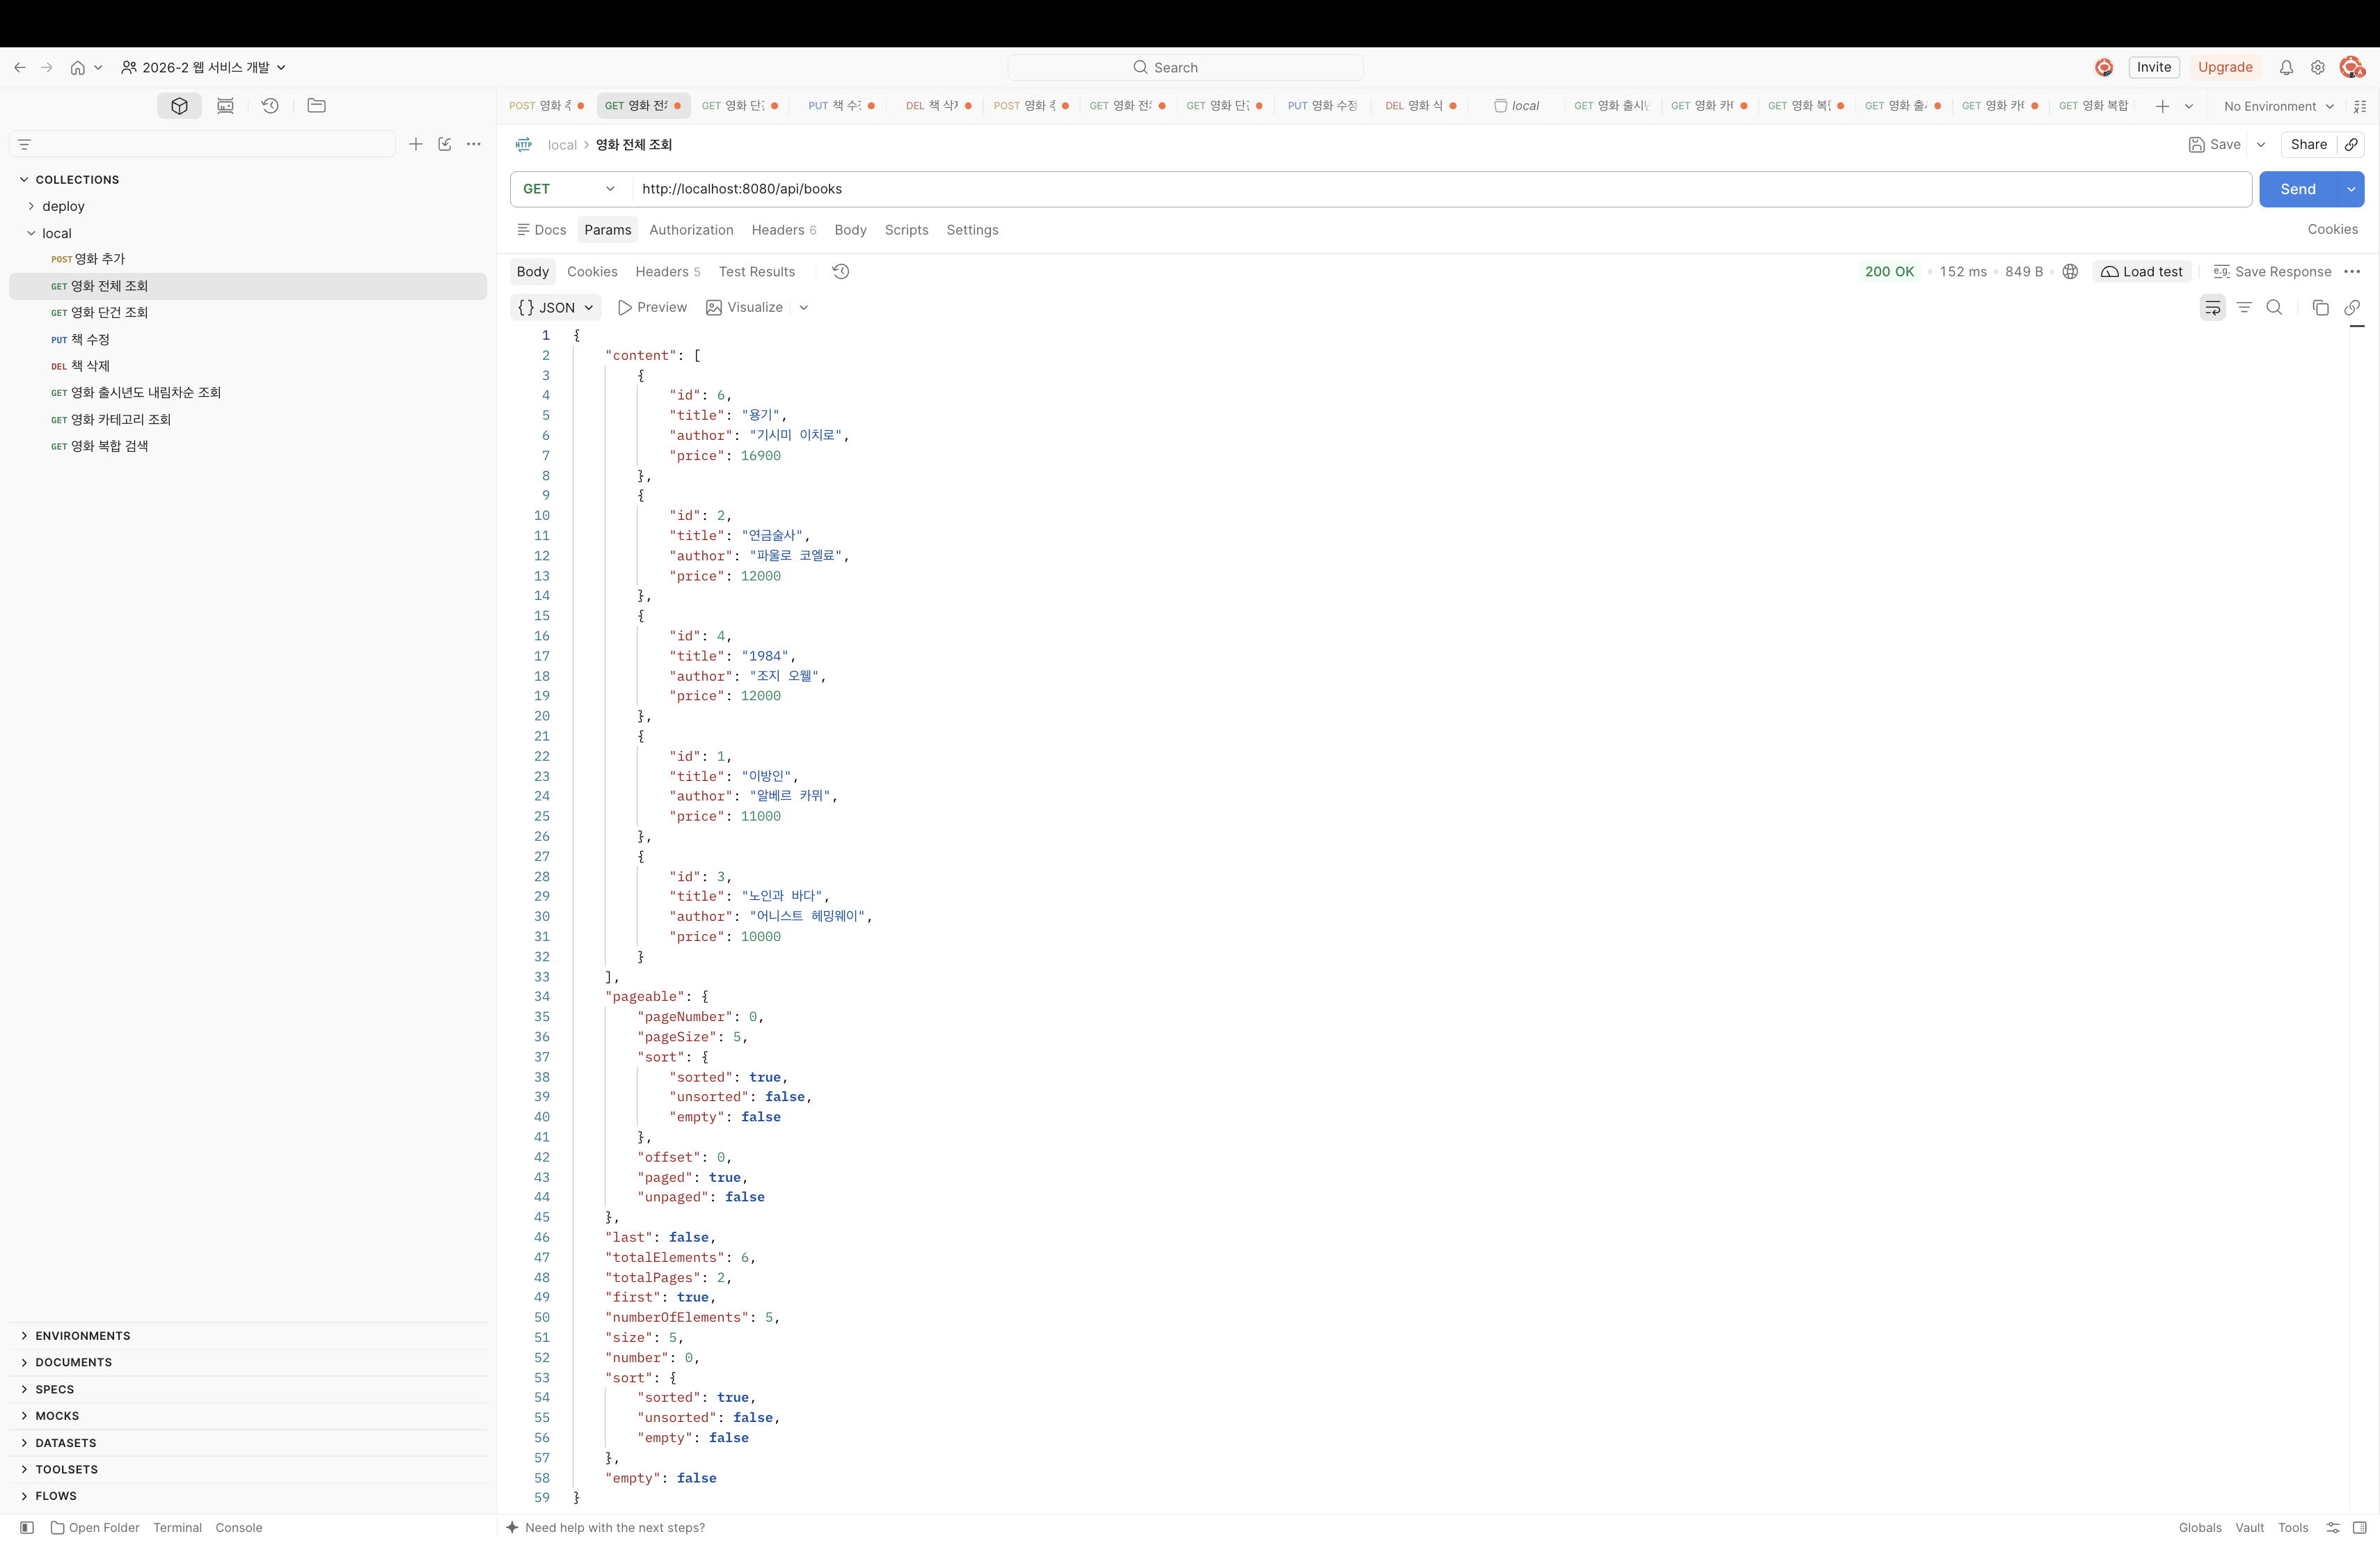 2026-2 웹 서비스 개발
Search
Invite
Upgrade
POST 영화 추
GET 영화 전체
GET 영화 단건
PUT 책 수정
DEL 책 삭제
POST 영화 추
GET 영화 전체
GET 영화 단건
PUT 영화 수정
DEL 영화 삭
local
GET 영화 출시년
GET 영화 카테
GET 영화 복합
GET 영화 출시
GET 영화 카테
GET 영화 복합
No Environment
COLLECTIONS
deploy
local
POST 영화 추가
GET 영화 전체 조회
GET 영화 단건 조회
PUT 책 수정
DEL 책 삭제
GET 영화 출시년도 내림차순 조회
GET 영화 카테고리 조회
GET 영화 복합 검색
ENVIRONMENTS
DOCUMENTS
SPECS
MOCKS
DATASETS
TOOLSETS
FLOWS
HTTP local > 영화 전체 조회
Save
Share
GET http://localhost:8080/api/books
Send
Docs Params Authorization Headers 6 Body Scripts Settings
Cookies
Body Cookies Headers 5 Test Results
200 OK • 152 ms • 849 B
Load test
e.g. Save Response
{} JSON Preview Visualize
1 {
2 "content": [
3 {
4 "id": 6,
5 "title": "용기",
6 "author": "기시미 이치로",
7 "price": 16900
8 },
9 {
10 "id": 2,
11 "title": "연금술사",
12 "author": "파울로 코엘료",
13 "price": 12000
14 },
15 {
16 "id": 4,
17 "title": "1984",
18 "author": "조지 오웰",
19 "price": 12000
20 },
21 {
22 "id": 1,
23 "title": "이방인",
24 "author": "알베르 카뮈",
25 "price": 11000
26 },
27 {
28 "id": 3,
29 "title": "노인과 바다",
30 "author": "어니스트 헤밍웨이",
31 "price": 10000
32 }
33 ],
34 "pageable": {
35 "pageNumber": 0,
36 "pageSize": 5,
37 "sort": {
38 "sorted": true,
39 "unsorted": false,
40 "empty": false
41 },
42 "offset": 0,
43 "paged": true,
44 "unpaged": false
45 },
46 "last": false,
47 "totalElements": 6,
48 "totalPages": 2,
49 "first": true,
50 "numberOfElements": 5,
51 "size": 5,
52 "number": 0,
53 "sort": {
54 "sorted": true,
55 "unsorted": false,
56 "empty": false
57 },
58 "empty": false
59 }
Open Folder Terminal Console
Need help with the next steps?
Globals Vault Tools